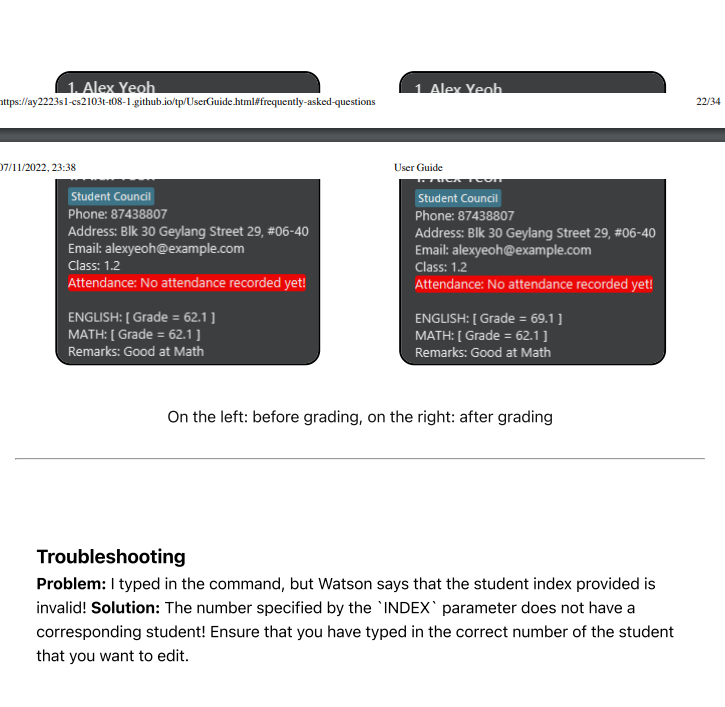 1. Alex Yeoh
1. Alex Yeoh
https://ay2223s1-cs2103t-t08-1.github.io/tp/UserGuide.html#frequently-asked-questions
22/34
07/11/2022, 23:38
User Guide
1. Alex Yeoh
Student Council
Phone: 87438807
Address: Blk 30 Geylang Street 29, #06-40
Email: alexyeoh@example.com
Class: 1.2
Attendance: No attendance recorded yet!
ENGLISH: [ Grade = 62.1 ]
MATH: [ Grade = 62.1 ]
Remarks: Good at Math
1. Alex Yeoh
Student Council
Phone: 87438807
Address: Blk 30 Geylang Street 29, #06-40
Email: alexyeoh@example.com
Class: 1.2
Attendance: No attendance recorded yet!
ENGLISH: [ Grade = 69.1 ]
MATH: [ Grade = 62.1 ]
Remarks: Good at Math
On the left: before grading, on the right: after grading
Troubleshooting
Problem: I typed in the command, but Watson says that the student index provided is
invalid! Solution: The number specified by the `INDEX` parameter does not have a
corresponding student! Ensure that you have typed in the correct number of the student
that you want to edit.